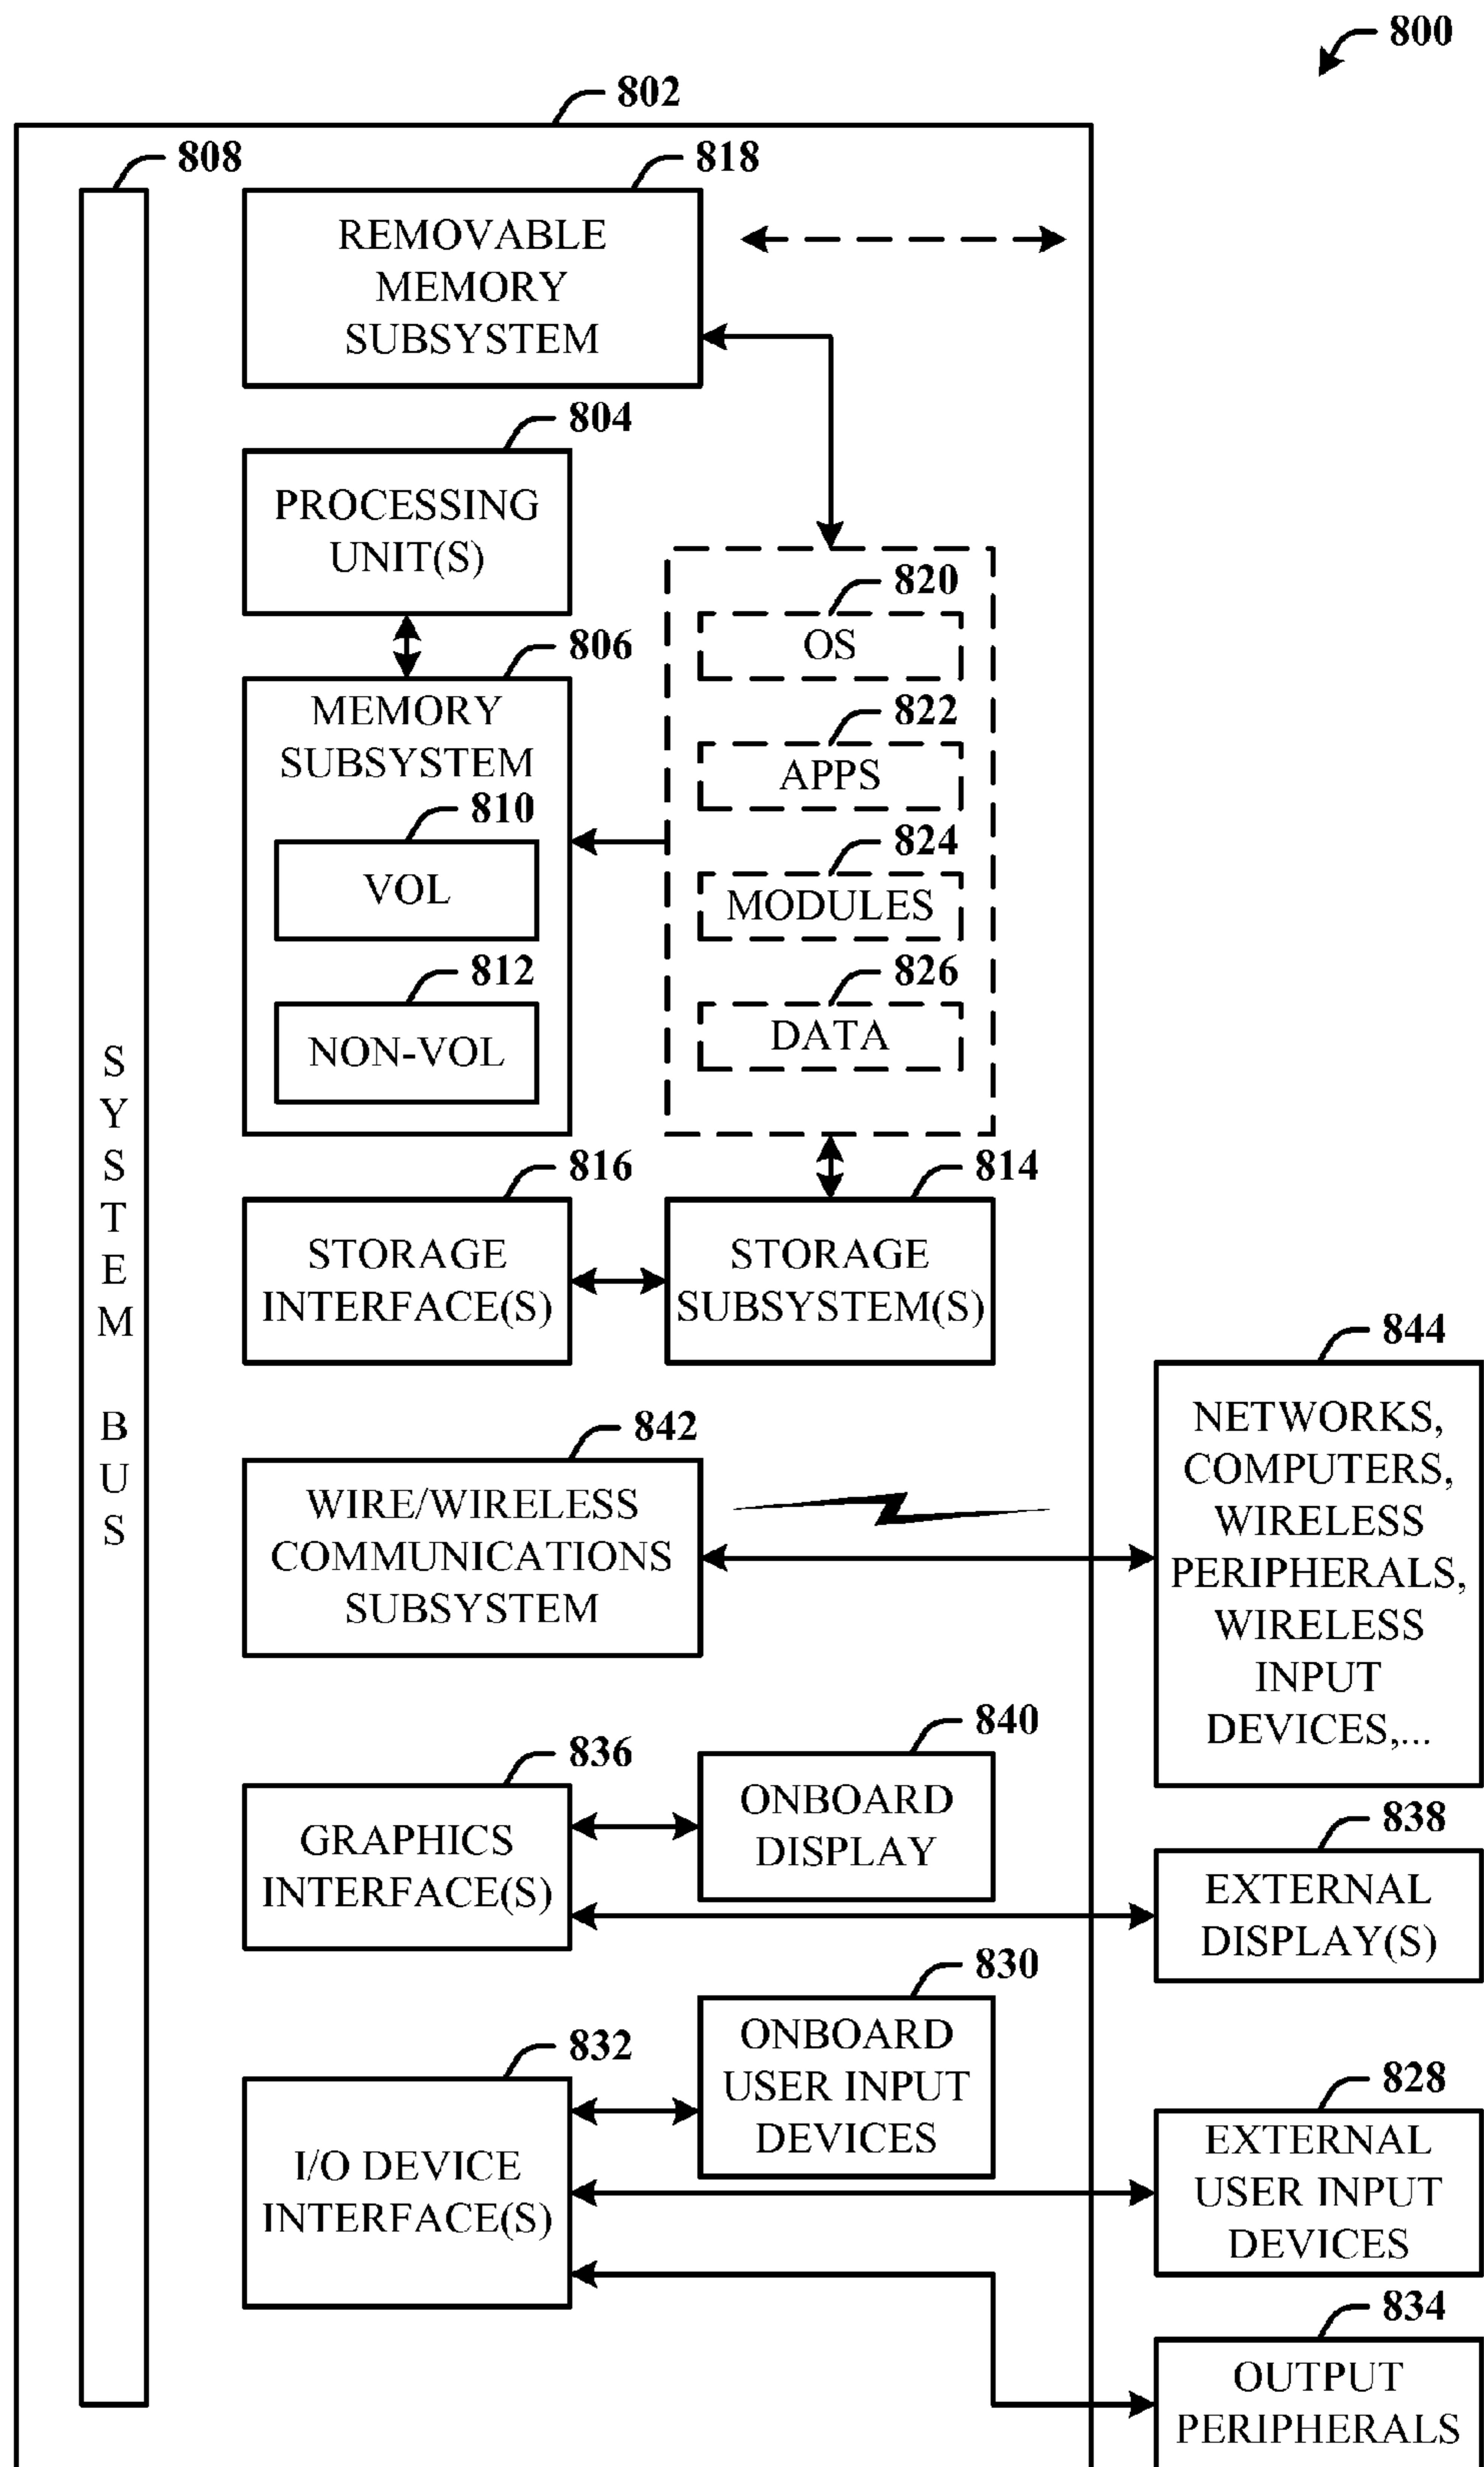 800
802
808
818
REMOVABLE
MEMORY
SUBSYSTEM
804
PROCESSING
UNIT(S)
806
MEMORY
SUBSYSTEM
810
VOL
812
NON-VOL
820
OS
822
APPS
824
MODULES
826
DATA
SYSTEM BUS
816
STORAGE
INTERFACE(S)
814
STORAGE
SUBSYSTEM(S)
842
WIRE/WIRELESS
COMMUNICATIONS
SUBSYSTEM
844
NETWORKS,
COMPUTERS,
WIRELESS
PERIPHERALS,
WIRELESS
INPUT
DEVICES,...
836
GRAPHICS
INTERFACE(S)
840
ONBOARD
DISPLAY
838
EXTERNAL
DISPLAY(S)
832
I/O DEVICE
INTERFACE(S)
830
ONBOARD
USER INPUT
DEVICES
828
EXTERNAL
USER INPUT
DEVICES
834
OUTPUT
PERIPHERALS